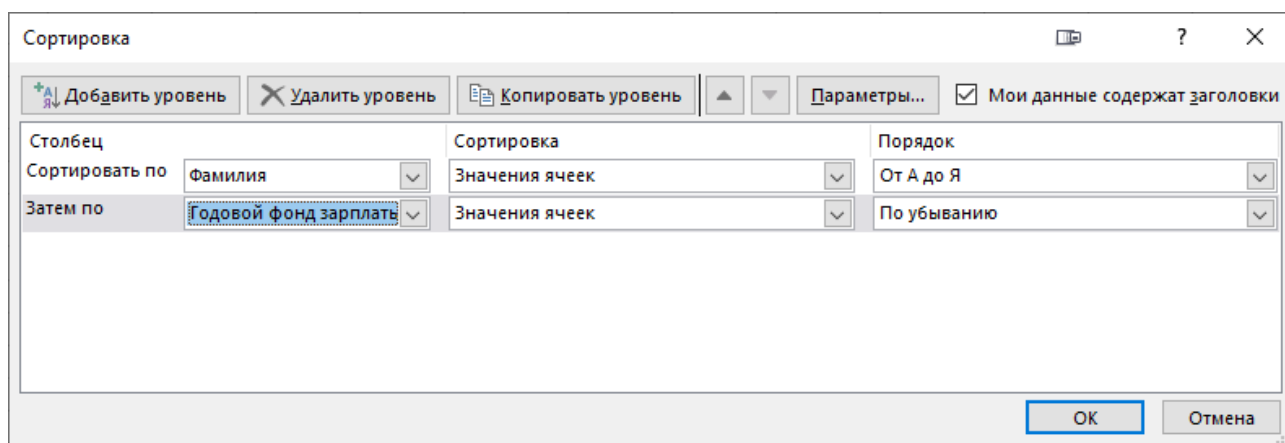 Сортировка ?
Добавить уровень Удалить уровень Копировать уровень Параметры... Мои данные содержат заголовки
Столбец Сортировка Порядок
Сортировать по Фамилия Значения ячеек От А до Я
Затем по Годовой фонд зарплать Значения ячеек По убыванию
ОК Отмена